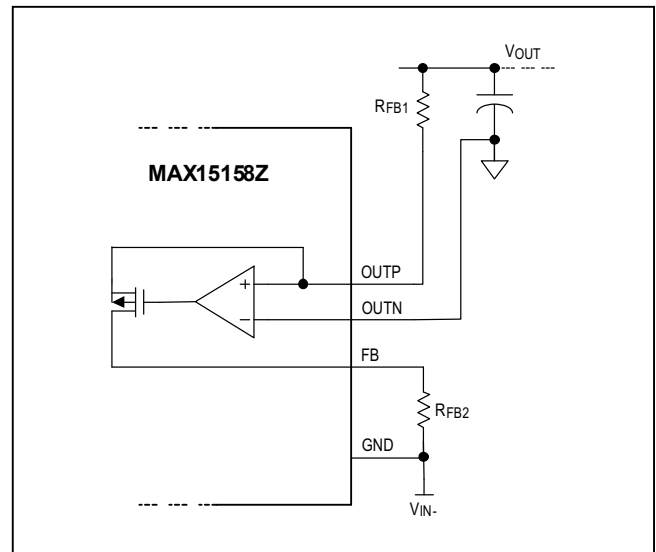 VOUT
RFB1
MAX15158Z
OUTP
+
OUTN
−
FB
RFB2
GND
VIN-